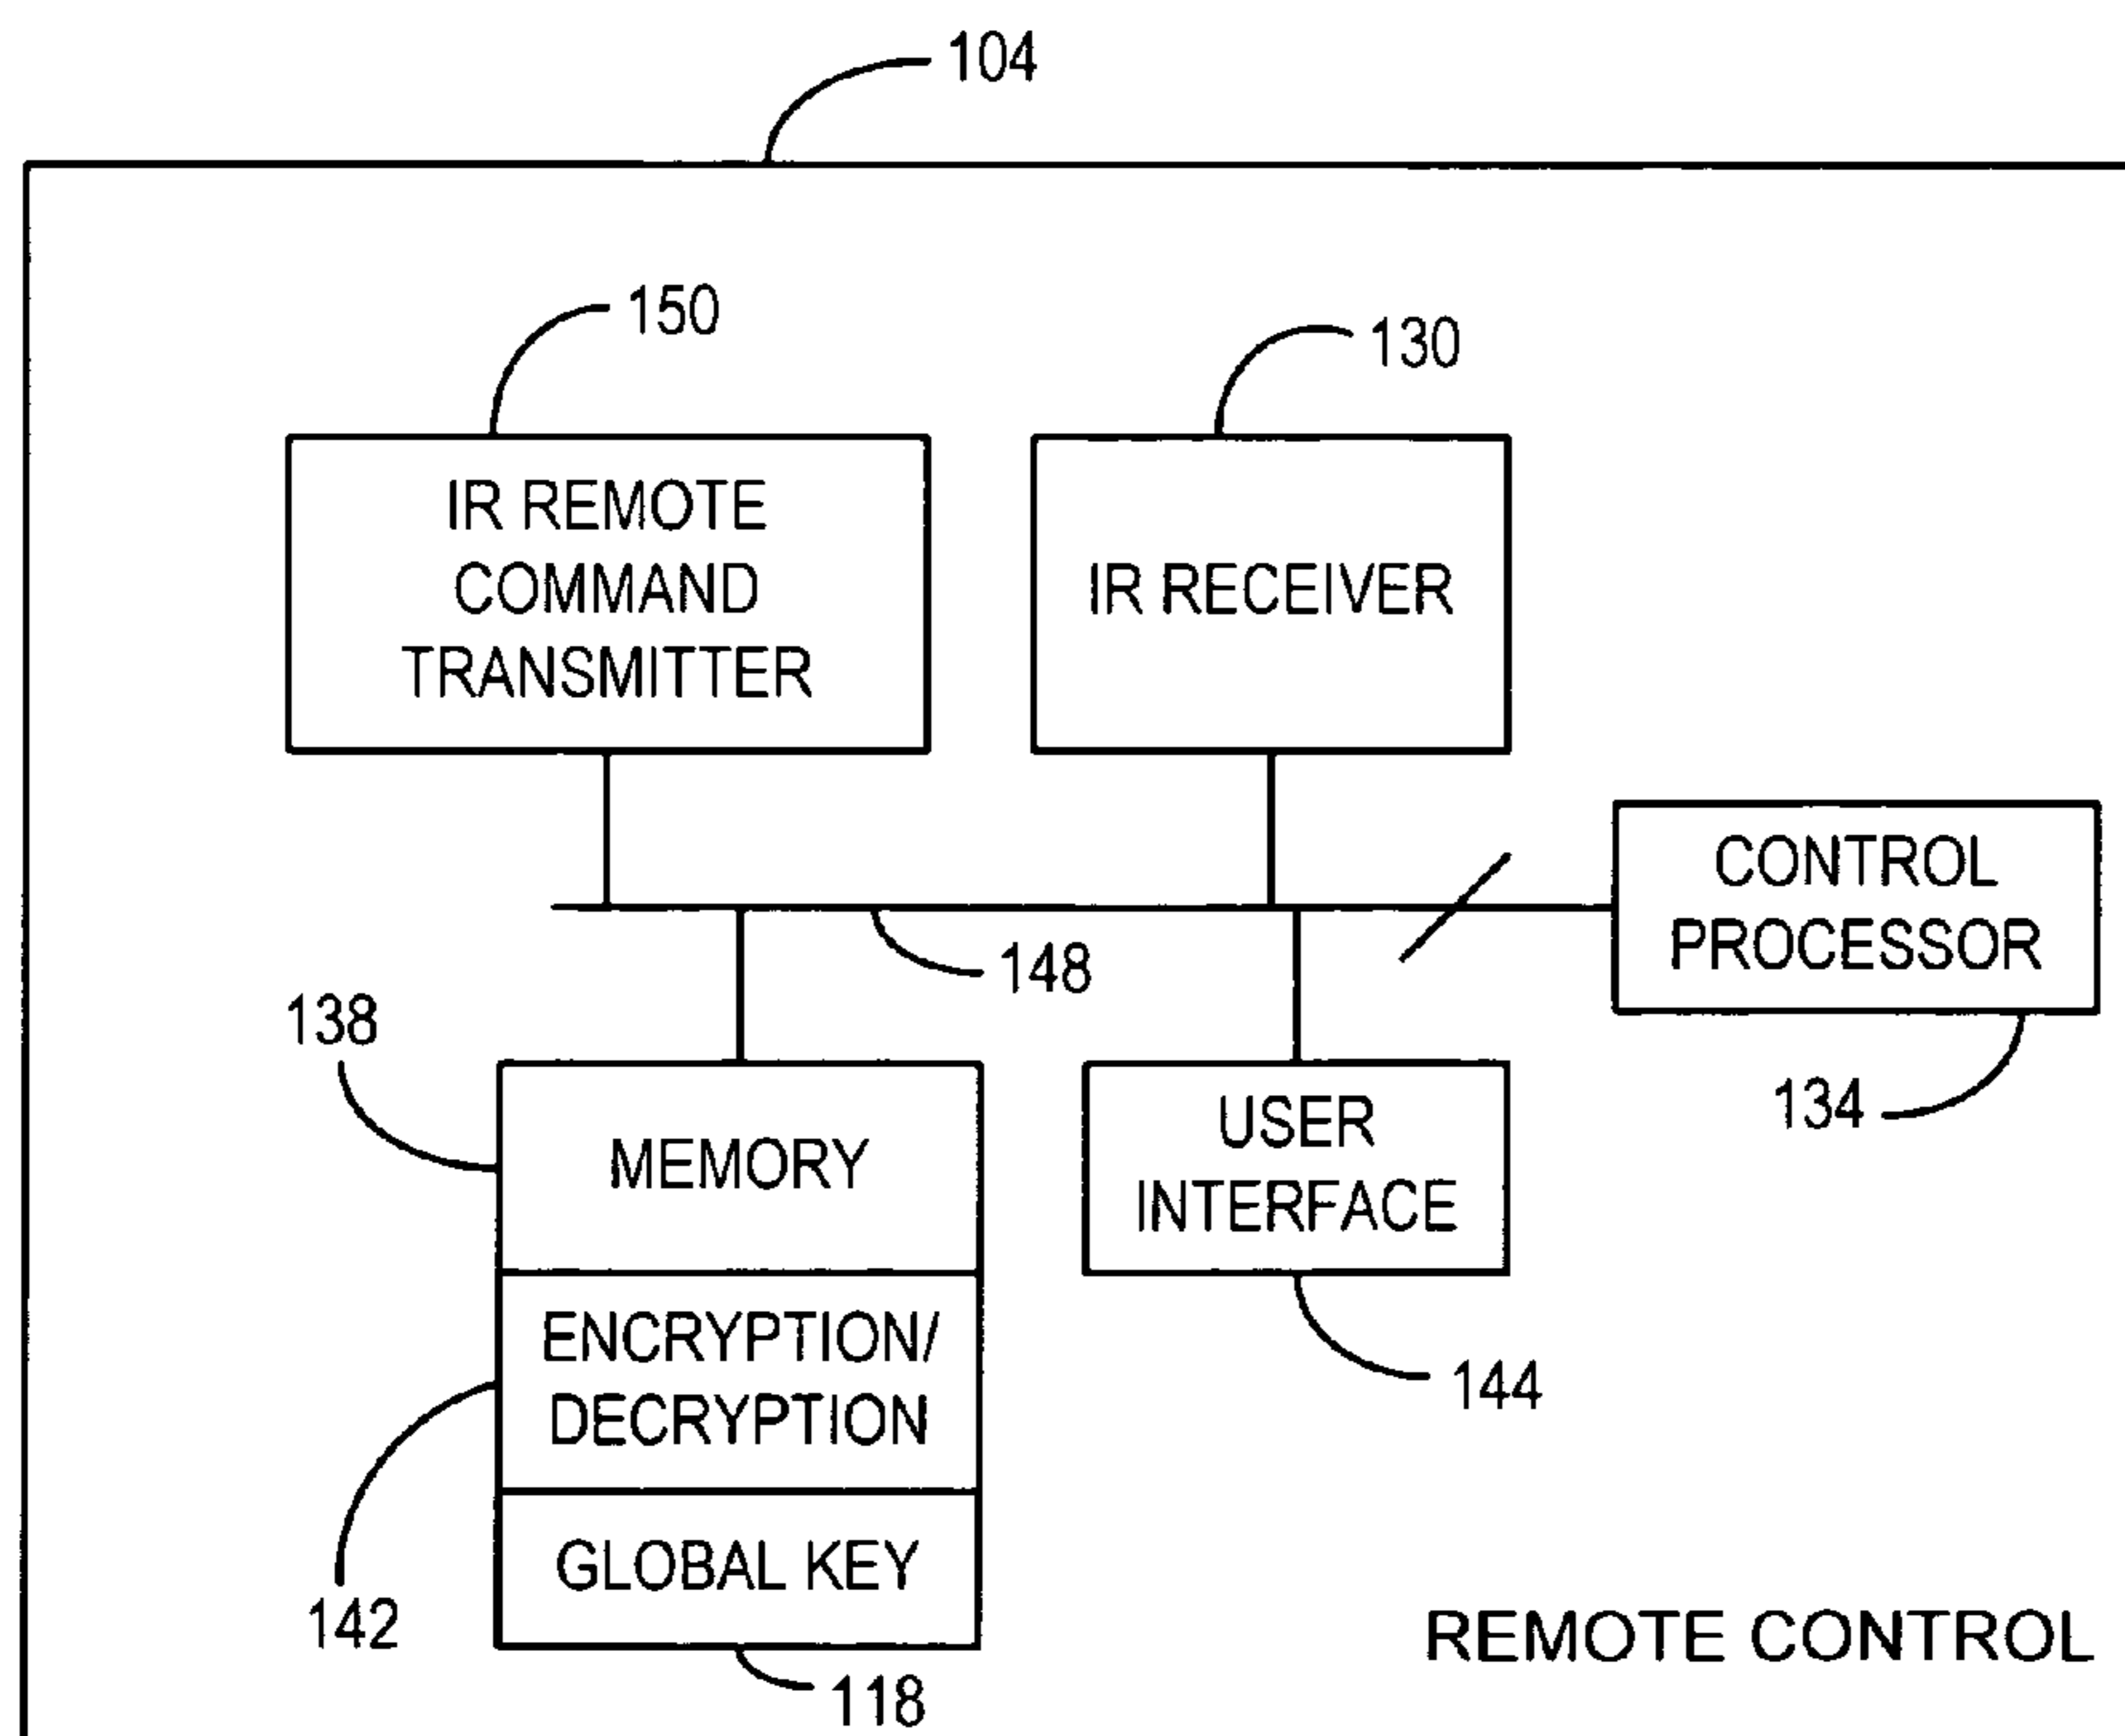 104
150
130
IR REMOTE
COMMAND
TRANSMITTER
IR RECEIVER
CONTROL
PROCESSOR
148
138
134
MEMORY
USER
INTERFACE
ENCRYPTION/
DECRYPTION
144
GLOBAL KEY
142
REMOTE CONTROL
118